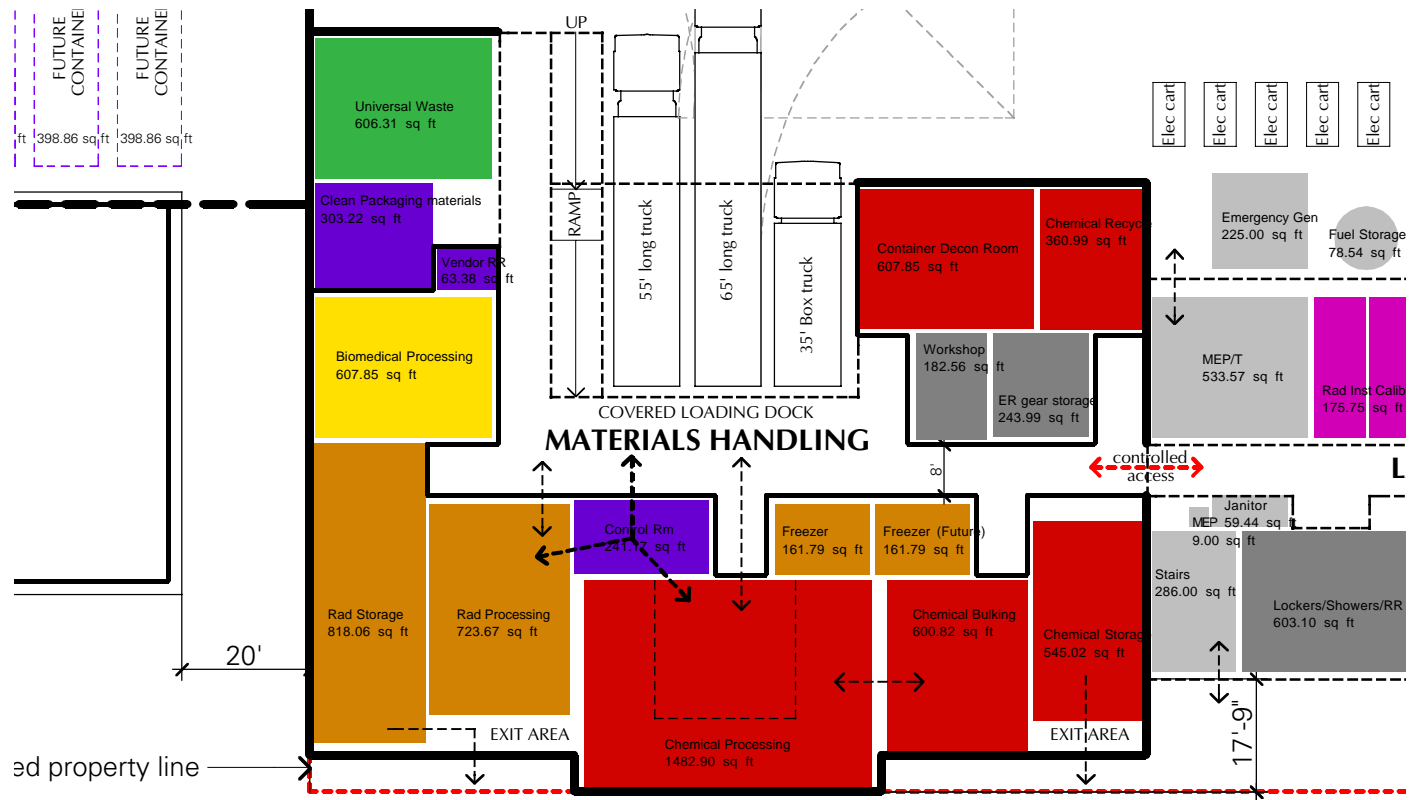 FUTURE
CONTAINE
FUTURE
CONTAINE
ft
398.86 sq ft
398.86 sq ft
UP
RAMP
55' long truck
65' long truck
35' Box truck
Elec cart
Elec cart
Elec cart
Elec cart
Elec cart
Universal Waste
606.31 sq ft
Clean Packaging materials
303.22 sq ft
Vendor RR
63.38 sq ft
Container Decon Room
607.85 sq ft
Chemical Recycle
360.99 sq ft
Emergency Gen
225.00 sq ft
Fuel Storage
78.54 sq ft
Biomedical Processing
607.85 sq ft
Workshop
182.56 sq ft
ER gear storage
243.99 sq ft
MEP/T
533.57 sq ft
Rad Inst Calib
175.75 sq ft
COVERED LOADING DOCK
MATERIALS HANDLING
8'
controlled
access
L
Control Rm
241.17 sq ft
Freezer
161.79 sq ft
Freezer (Future)
161.79 sq ft
Janitor
MEP 59.44 sq ft
9.00 sq ft
Stairs
286.00 sq ft
Lockers/Showers/RR
603.10 sq ft
Rad Storage
818.06 sq ft
Rad Processing
723.67 sq ft
Chemical Bulking
600.82 sq ft
Chemical Storage
545.02 sq ft
20'
EXIT AREA
EXIT AREA
Chemical Processing
1482.90 sq ft
17'-9"
ed property line